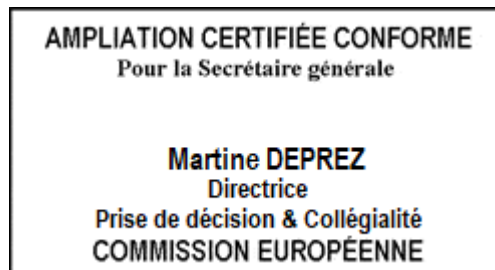 AMPLIATION CERTIFIÉE CONFORME
Pour la Secrétaire générale
Martine DEPREZ
Directrice
Prise de décision & Collégialité
COMMISSION EUROPÉENNE